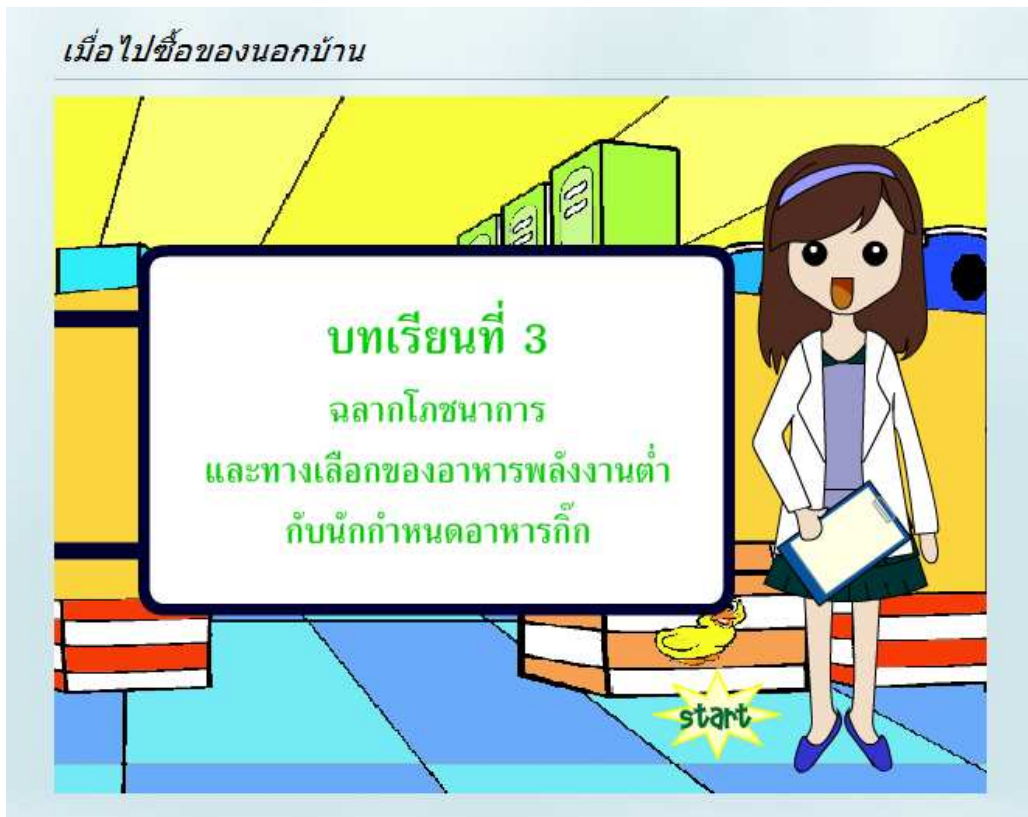 เมื่อไปซื้อของนอกบ้าน
บทเรียนที่ 3
ฉลากโภชนาการ
และทางเลือกของอาหารพลังงานต่ำ
กับนักกำหนดอาหารกิ๊ก
start